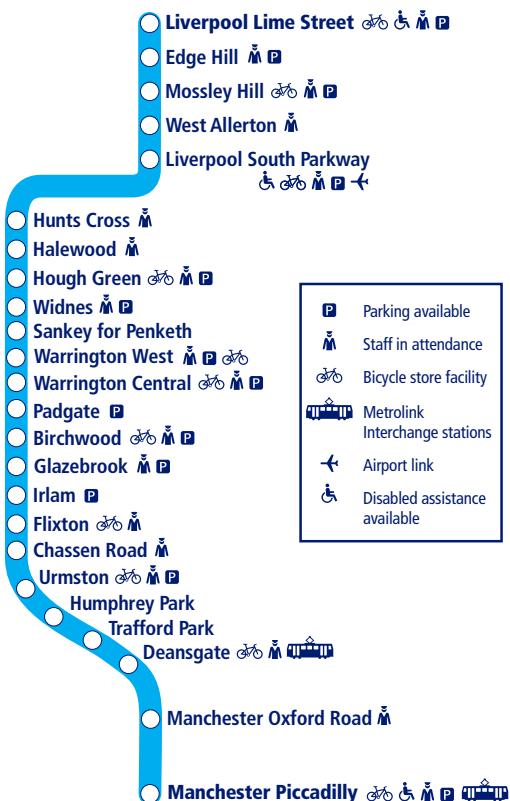 Liverpool Lime Street P
Edge Hill P
Mossley Hill P
West Allerton
Liverpool South Parkway
P
Hunts Cross
Halewood
Hough Green P
Widnes P
Sankey for Penketh
Warrington West P
Warrington Central P
Padgate P
Birchwood P
Glazebrook P
Irlam P
Flixton
Chassen Road
Urmston P
Humphrey Park
Trafford Park
Deansgate
Manchester Oxford Road
Manchester Piccadilly P
P Parking available
Staff in attendance
Bicycle store facility
Metrolink
Interchange stations
Airport link
Disabled assistance
available